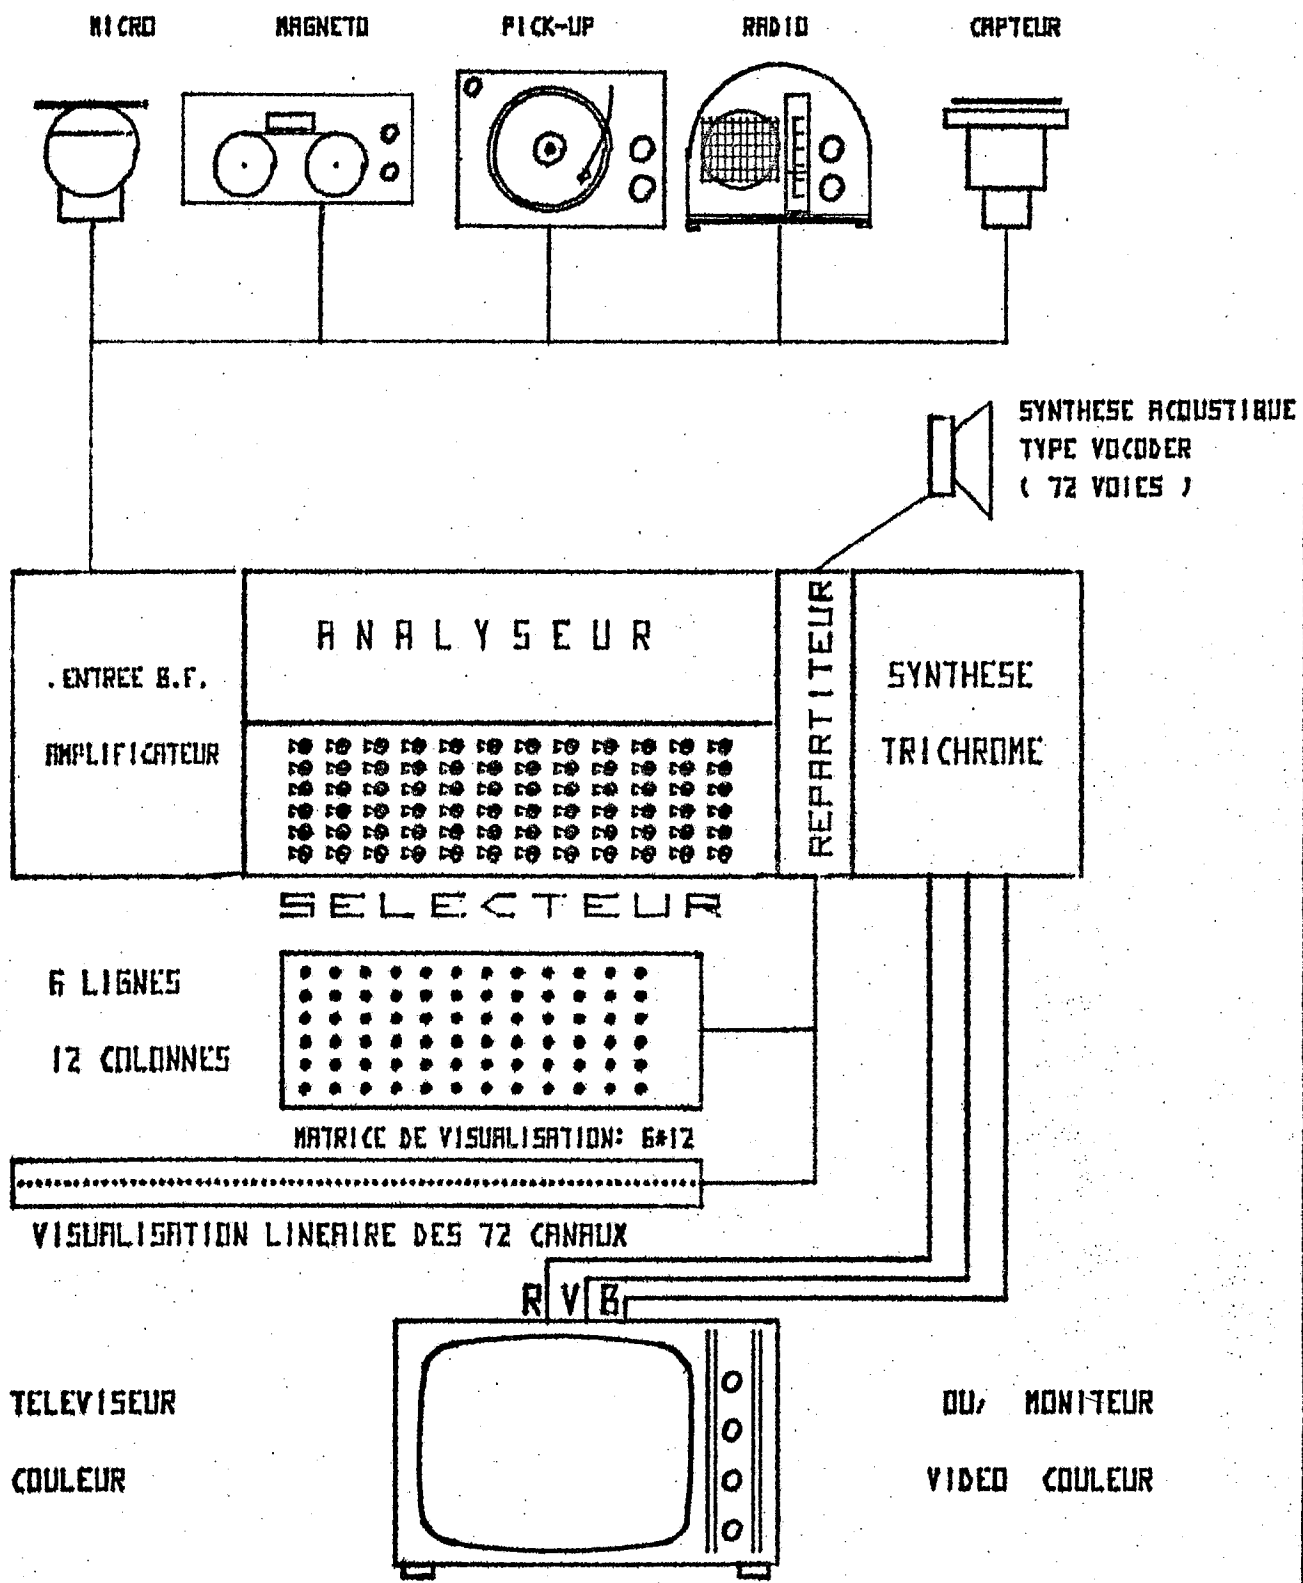 MICRO
MAGNETO
PICK-UP
RADIO
CAPTEUR
SYNTHESE ACOUSTIQUE
TYPE VOCODER
( 72 VOIES )
ANALYSEUR
.ENTREE B.F.
AMPLIFICATEUR
REPARTITEUR
SYNTHESE
TRICHROME
SELECTEUR
6 LIGNES
12 COLONNES
MATRICE DE VISUALISATION: 6*12
VISUALISATION LINEAIRE DES 72 CANAUX
R V B
TELEVISEUR
COULEUR
OU, MONITEUR
VIDEO COULEUR